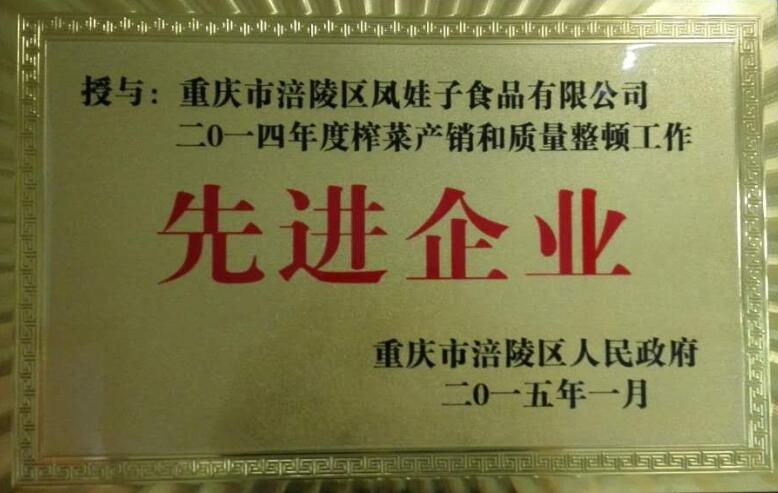 授与：重庆市涪陵区凤娃子食品有限公司
二0一四年度榨菜产销和质量整顿工作
先进企业
重庆市涪陵区人民政府
二0一五年一月